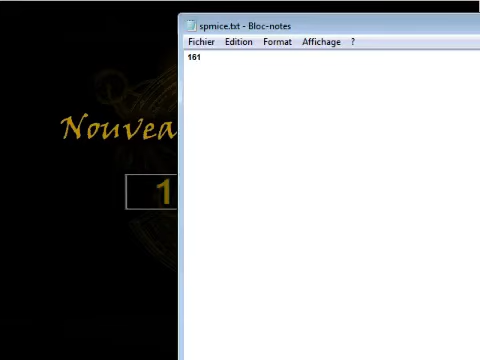 spmice.txt - Bloc-notes
Fichier Edition Format Affichage ?
161
Nouvea
1